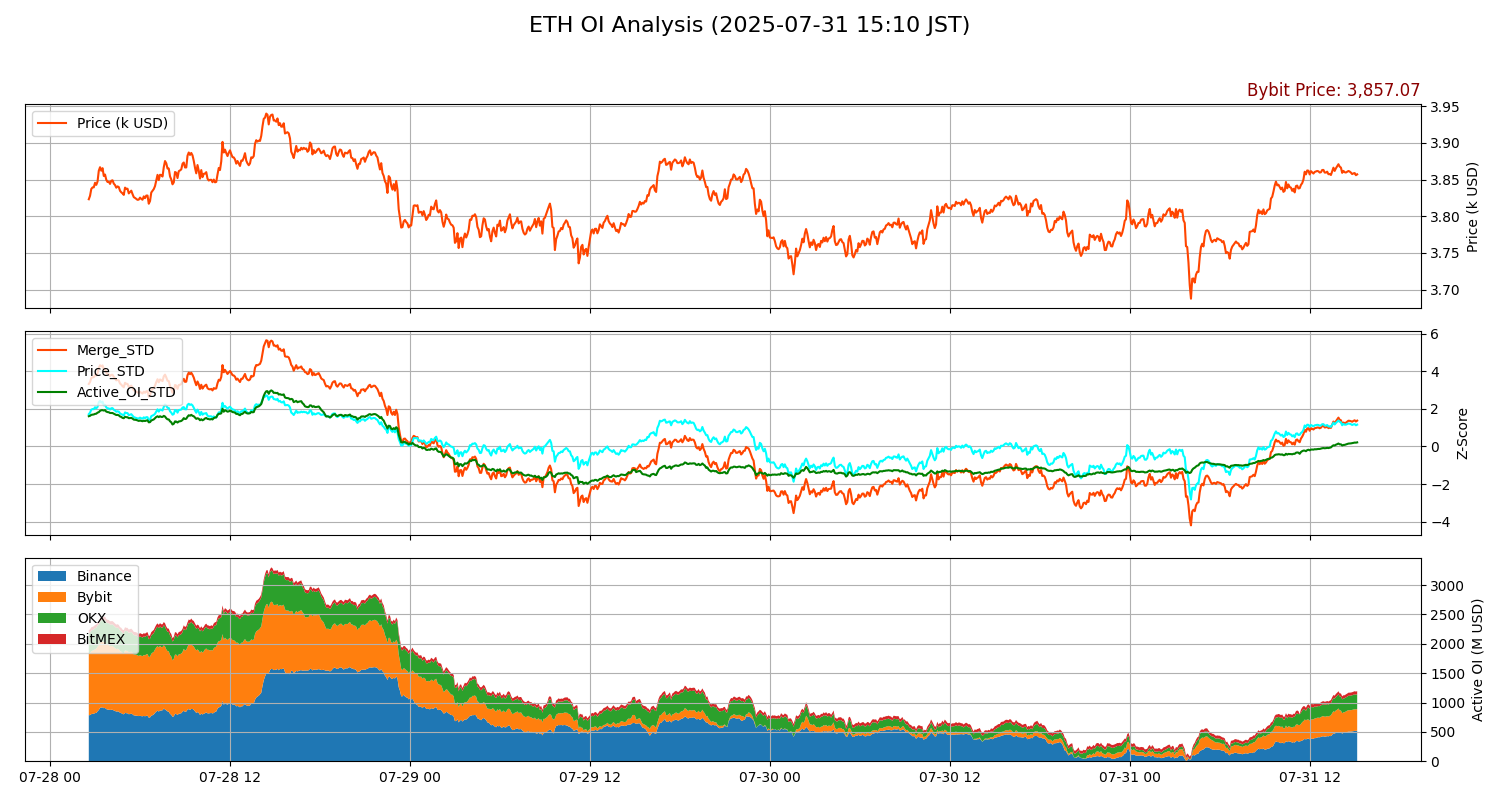 ETH OI Analysis (2025-07-31 15:10 JST)
Bybit Price: 3,857.07
Price (k USD)
3.95
3.90
3.85
3.80
3.75
3.70
Price (k USD)
Merge_STD
Price_STD
Active_OI_STD
6
4
2
0
−2
−4
Z-Score
Binance
Bybit
OKX
BitMEX
3000
2500
2000
1500
1000
500
0
Active OI (M USD)
07-28 00
07-28 12
07-29 00
07-29 12
07-30 00
07-30 12
07-31 00
07-31 12